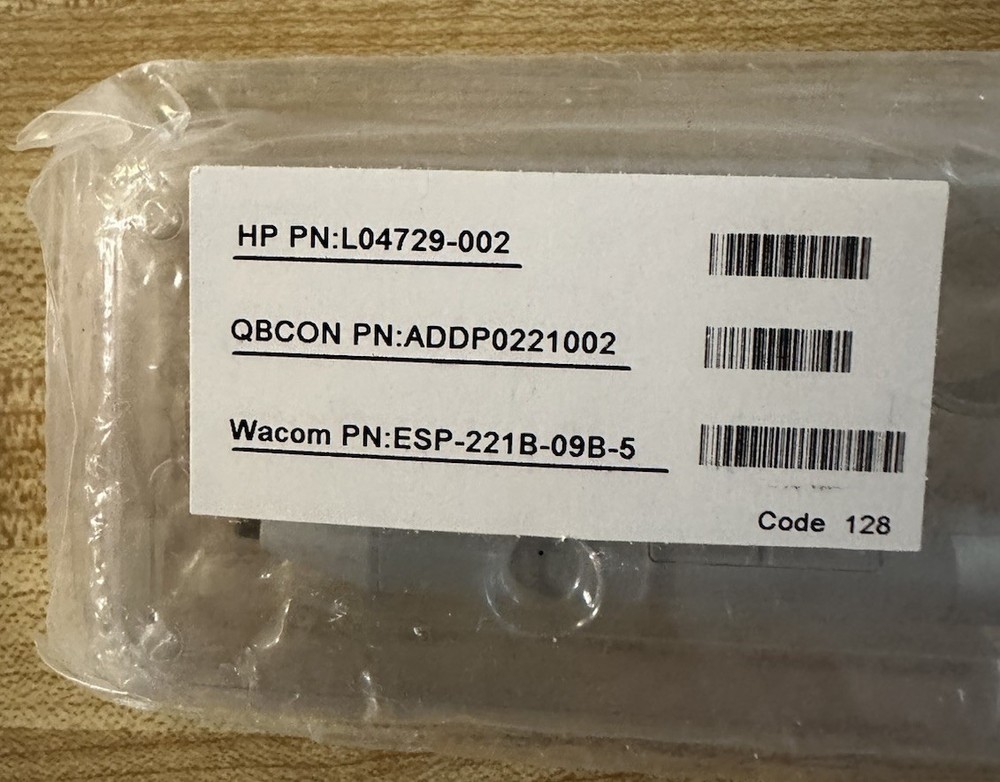 HP PN:L04729-002
QBCON PN:ADDP0221002
Wacom PN:ESP-221B-09B-5
Code 128